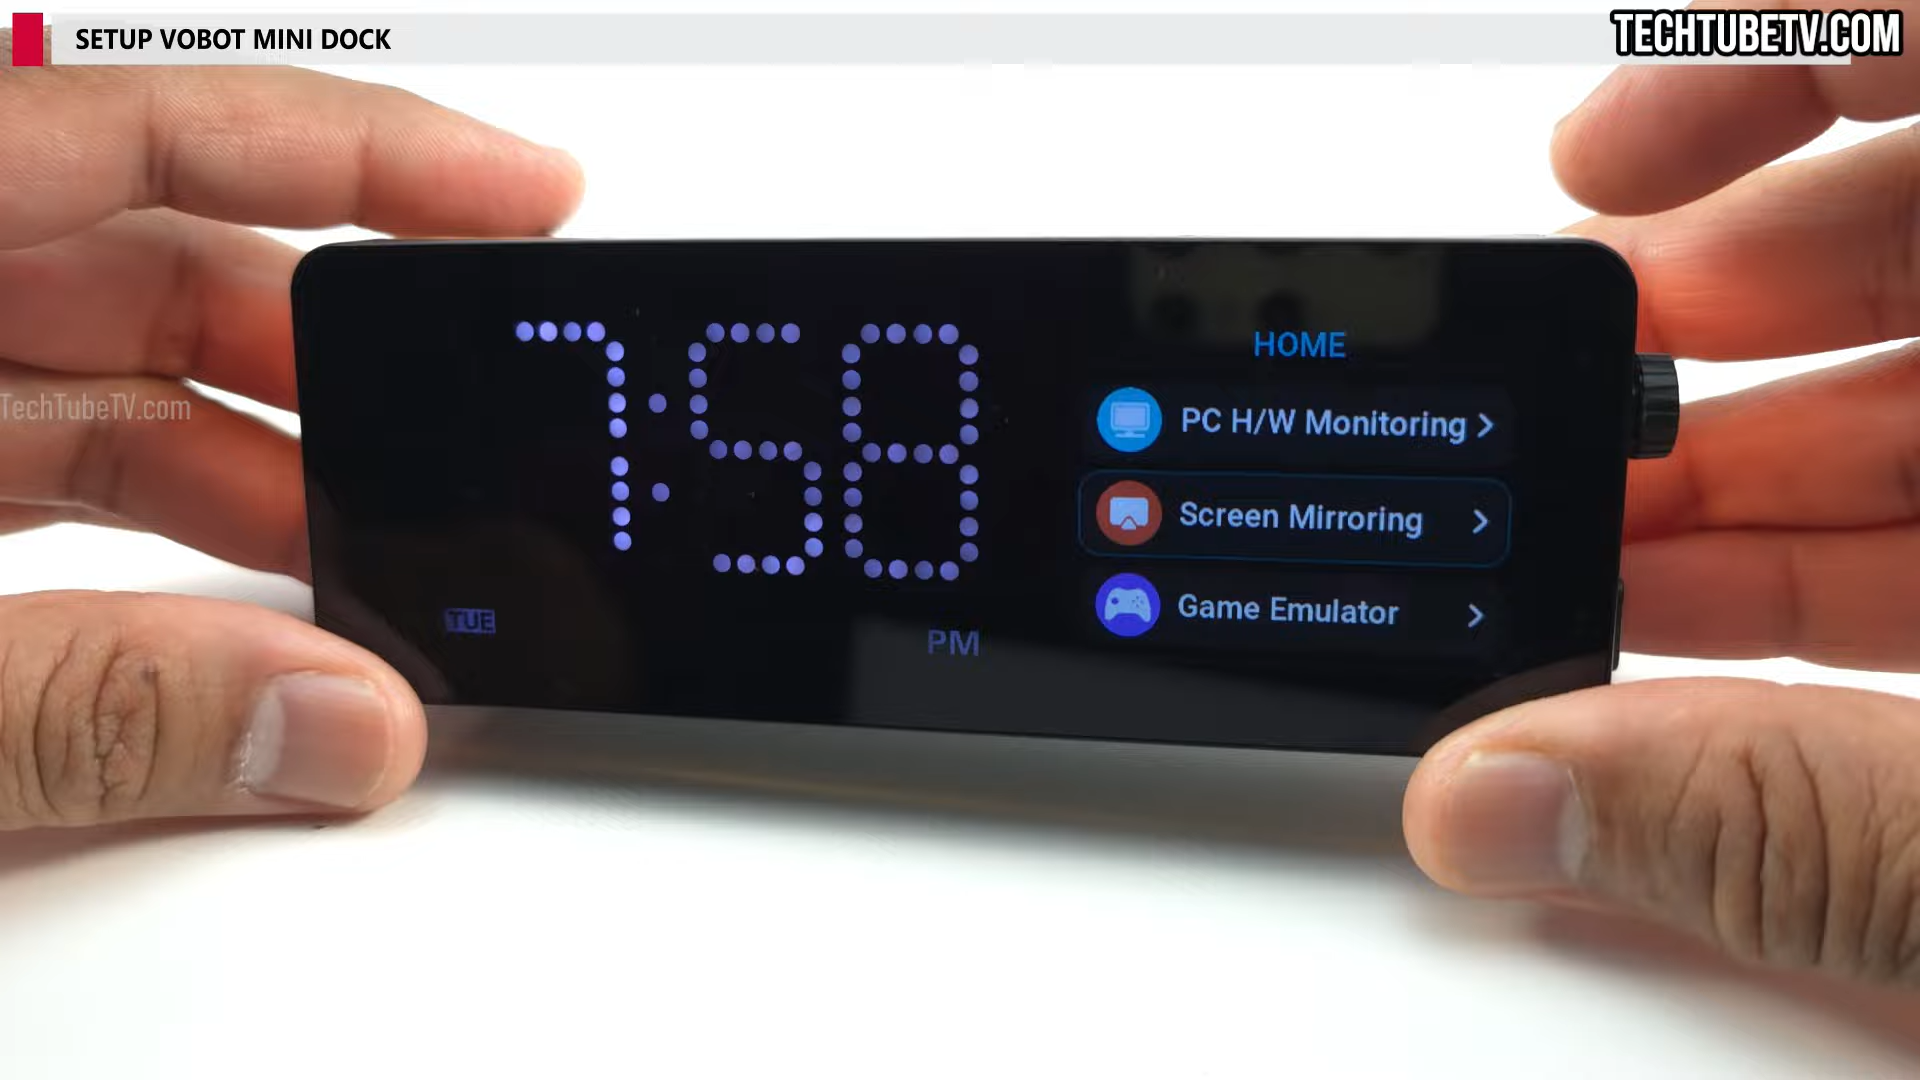 SETUP VOBOT MINI DOCK
TECHTUBETV.COM
TechTubeTV.com
7:58
TUE
PM
HOME
PC H/W Monitoring
Screen Mirroring
Game Emulator